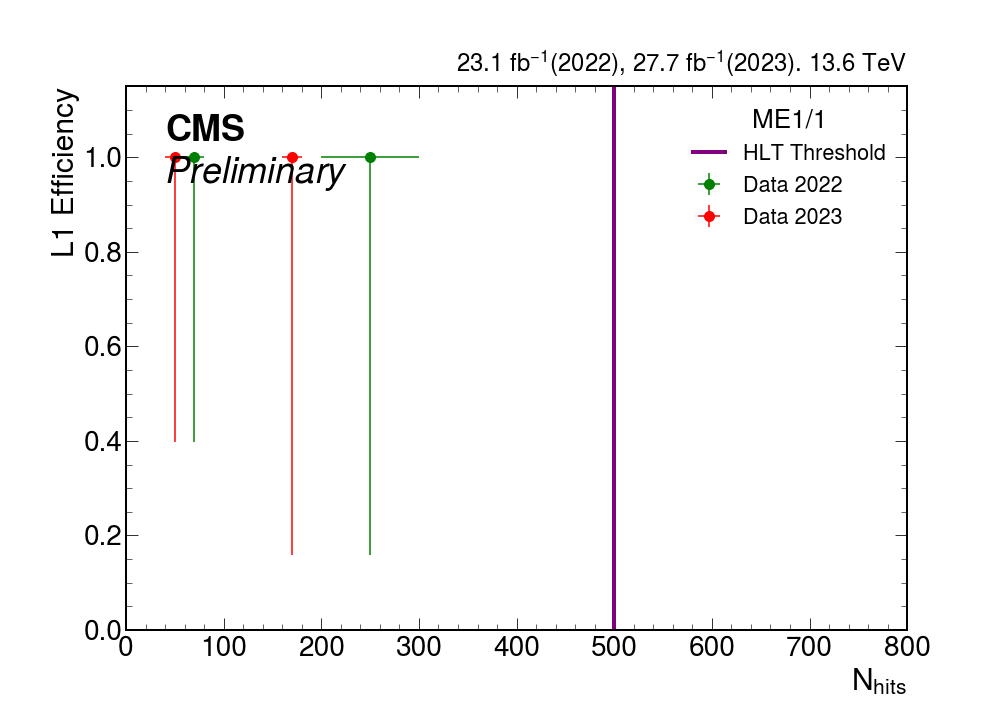 23.1 fb⁻¹(2022), 27.7 fb⁻¹(2023). 13.6 TeV
CMS
Preliminary
ME1/1
HLT Threshold
Data 2022
Data 2023
L1 Efficiency
1.0
0.8
0.6
0.4
0.2
0.0
0 100 200 300 400 500 600 700 800
N_hits